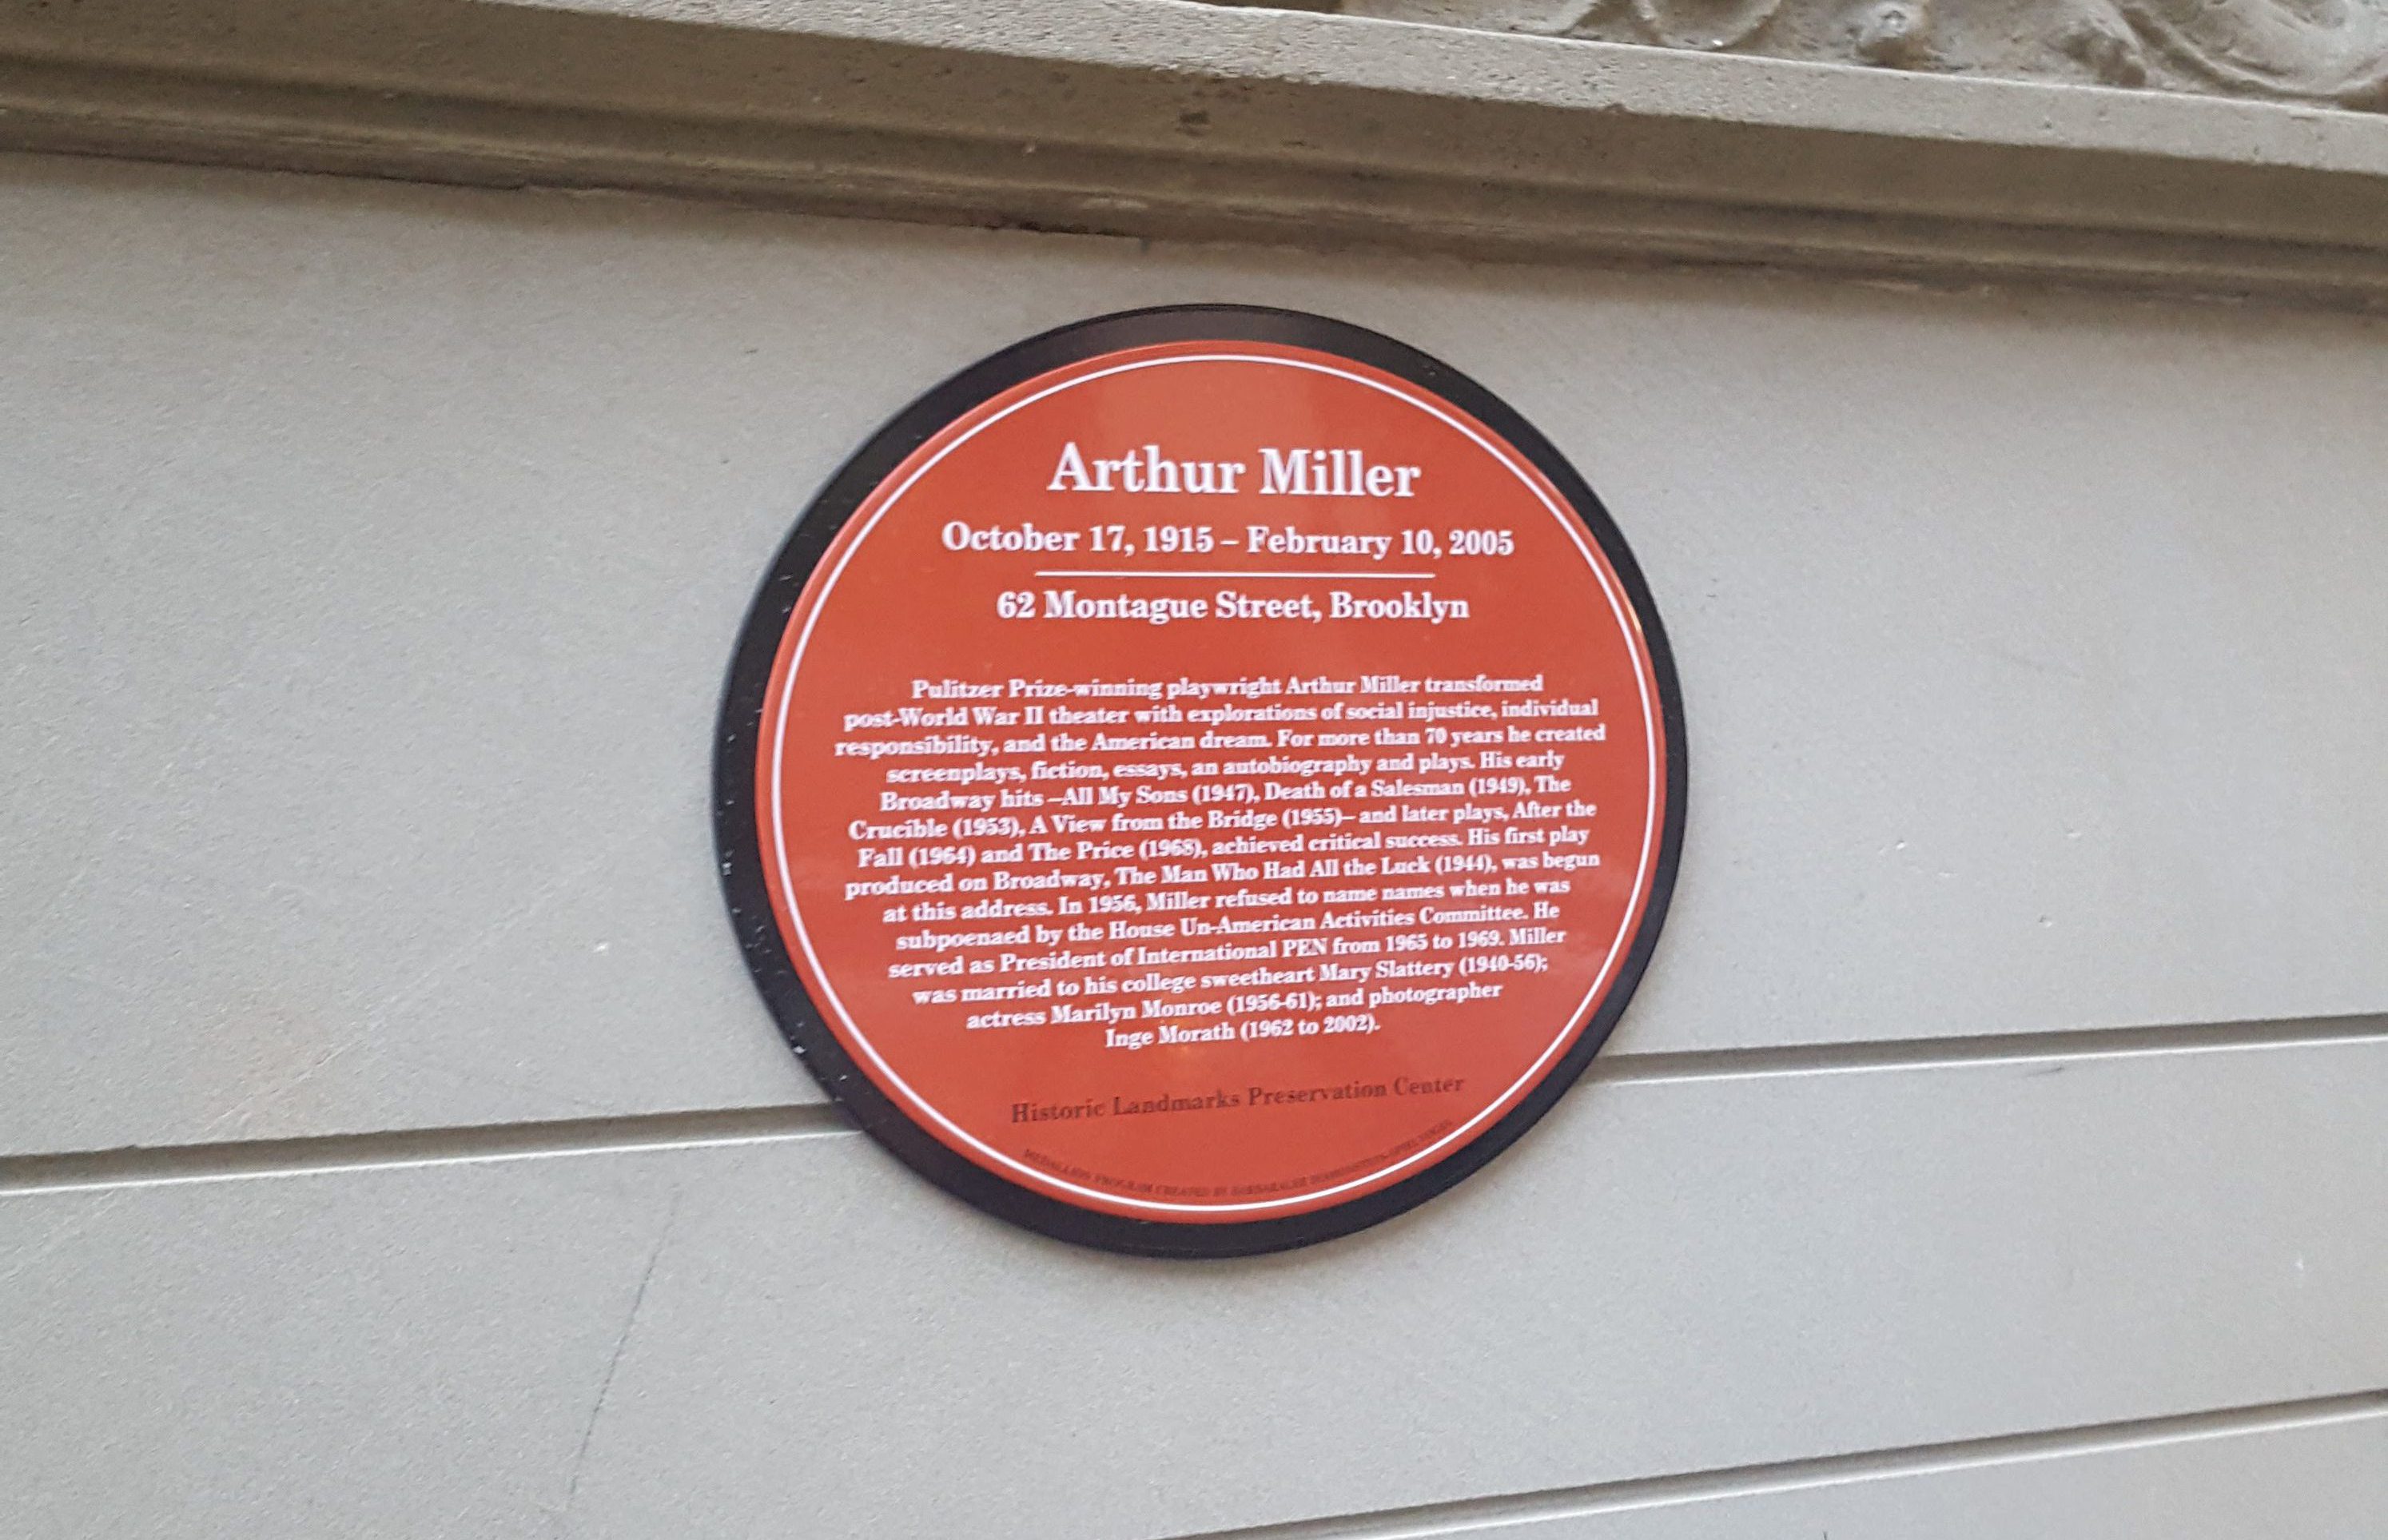 Arthur Miller
October 17, 1915 – February 10, 2005
62 Montague Street, Brooklyn
Pulitzer Prize-winning playwright Arthur Miller transformed
post-World War II theater with explorations of social injustice, individual
responsibility, and the American dream. For more than 70 years he created
screenplays, fiction, essays, an autobiography and plays. His early
Broadway hits –All My Sons (1947), Death of a Salesman (1949), The
Crucible (1953), A View from the Bridge (1955)– and later plays, After the
Fall (1964) and The Price (1968), achieved critical success. His first play
produced on Broadway, The Man Who Had All the Luck (1944), was begun
at this address. In 1956, Miller refused to name names when he was
subpoenaed by the House Un-American Activities Committee. He
served as President of International PEN from 1965 to 1969. Miller
was married to his college sweetheart Mary Slattery (1940-56);
actress Marilyn Monroe (1956-61); and photographer
Inge Morath (1962 to 2002).
Historic Landmarks Preservation Center
MEDALLION PROGRAM CREATED BY